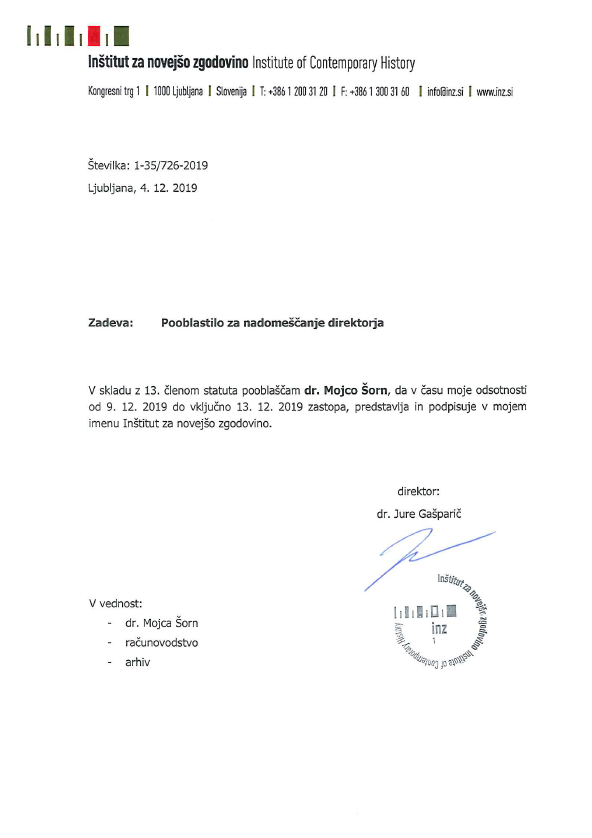 Inštitut za novejšo zgodovino Institute of Contemporary History
Kongresni trg 1 | 1000 Ljubljana | Slovenija | T: +386 1 200 31 20 | F: +386 1 300 31 60 | info@inz.si | www.inz.si
Številka: 1-35/726-2019
Ljubljana, 4. 12. 2019
Zadeva: Pooblastilo za nadomeščanje direktorja
V skladu z 13. členom statuta pooblaščam dr. Mojco Šorn, da v času moje odsotnosti
od 9. 12. 2019 do vključno 13. 12. 2019 zastopa, predstavlja in podpisuje v mojem
imenu Inštitut za novejšo zgodovino.
direktor:
dr. Jure Gašparič
Inštitut za novejšo zgodovino Institute of Contemporary History
inz
1
V vednost:
- dr. Mojca Šorn
- računovodstvo
- arhiv